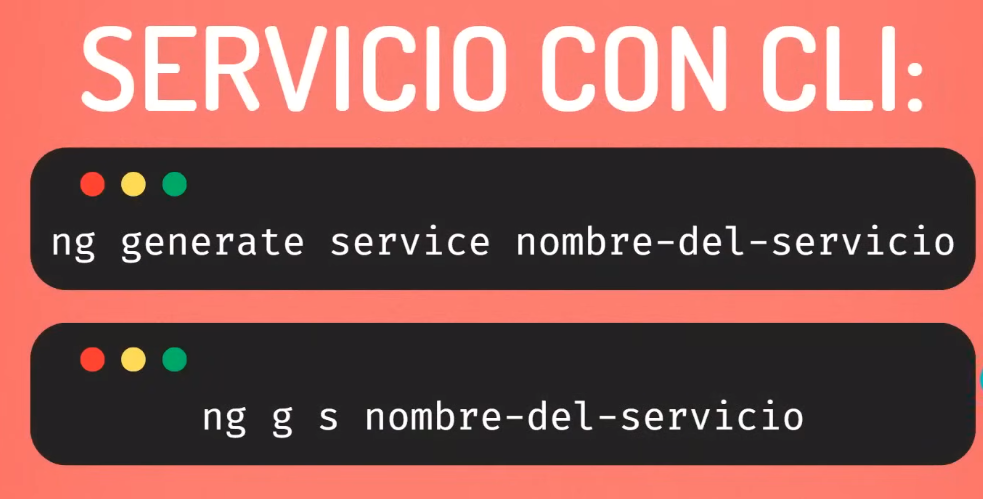 SERVICIO CON CLI:
ng generate service nombre-del-servicio
ng g s nombre-del-servicio